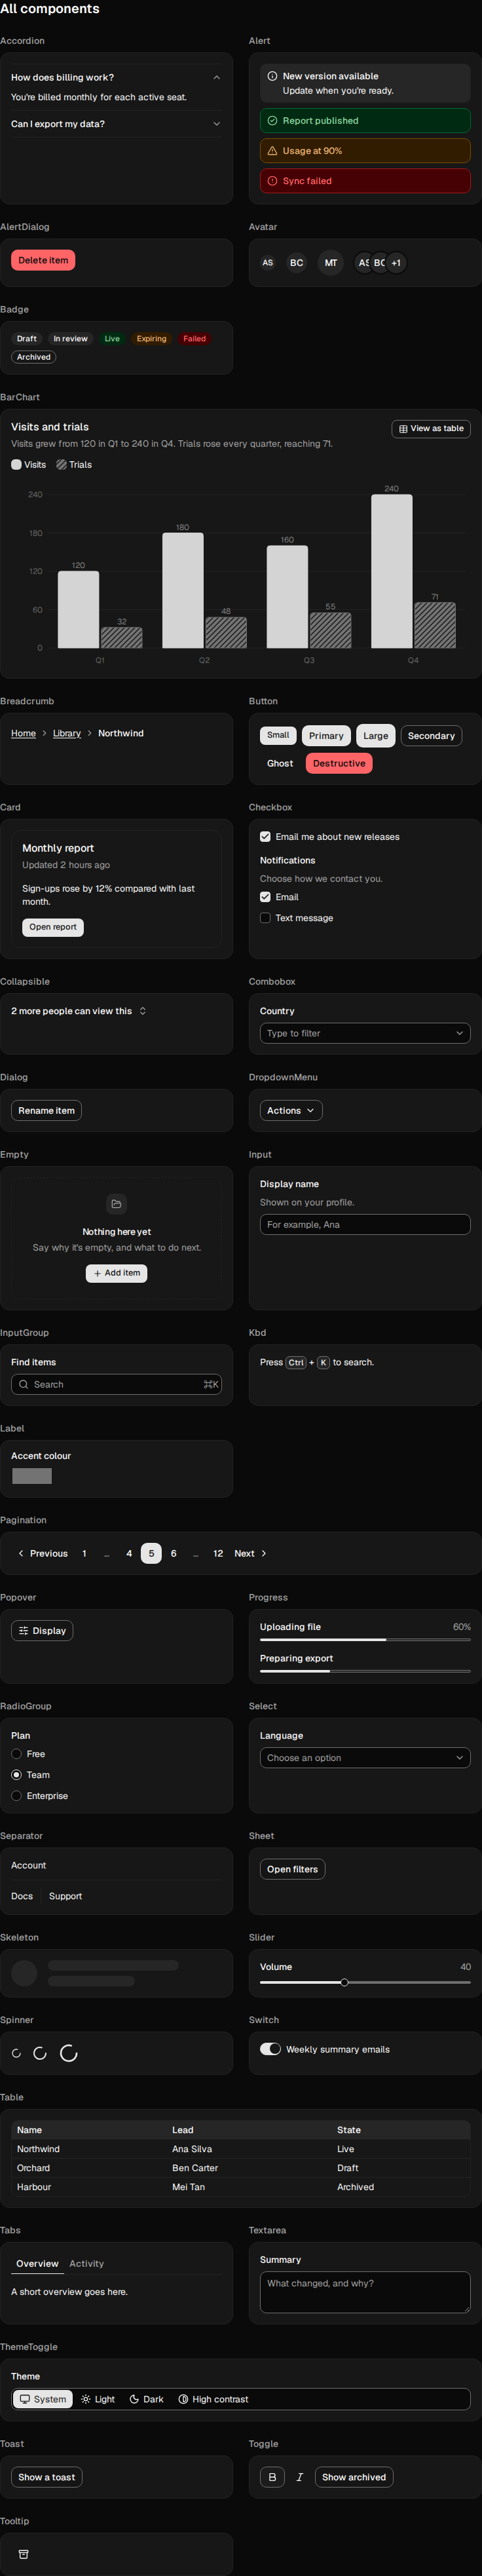 All components
Accordion
How does billing work?
You're billed monthly for each active seat.
Can I export my data?
Alert
New version available
Update when you're ready.
Report published
Usage at 90%
Sync failed
AlertDialog
Delete item
Avatar
AS BC MT AS BC +1
Badge
Draft In review Live Expiring Failed
Archived
BarChart
Visits and trials
Visits grew from 120 in Q1 to 240 in Q4. Trials rose every quarter, reaching 71.
View as table
Visits Trials
240
180
120
60
0
120 32 180 48 160 55 240 71
Q1 Q2 Q3 Q4
Breadcrumb
Home Library Northwind
Button
Small Primary Large Secondary
Ghost Destructive
Card
Monthly report
Updated 2 hours ago
Sign-ups rose by 12% compared with last
month.
Open report
Checkbox
Email me about new releases
Notifications
Choose how we contact you.
Email
Text message
Collapsible
2 more people can view this
Combobox
Country
Type to filter
Dialog
Rename item
DropdownMenu
Actions
Empty
Nothing here yet
Say why it's empty, and what to do next.
Add item
Input
Display name
Shown on your profile.
For example, Ana
InputGroup
Find items
Search ⌘K
Kbd
Press Ctrl + K to search.
Label
Accent colour
Pagination
Previous 1 … 4 5 6 … 12 Next
Popover
Display
Progress
Uploading file 60%
Preparing export
RadioGroup
Plan
Free
Team
Enterprise
Select
Language
Choose an option
Separator
Account
Docs Support
Sheet
Open filters
Skeleton
Slider
Volume 40
Spinner
Switch
Weekly summary emails
Table
Name Lead State
Northwind Ana Silva Live
Orchard Ben Carter Draft
Harbour Mei Tan Archived
Tabs
Overview Activity
A short overview goes here.
Textarea
Summary
What changed, and why?
ThemeToggle
Theme
System Light Dark High contrast
Toast
Show a toast
Toggle
B I Show archived
Tooltip